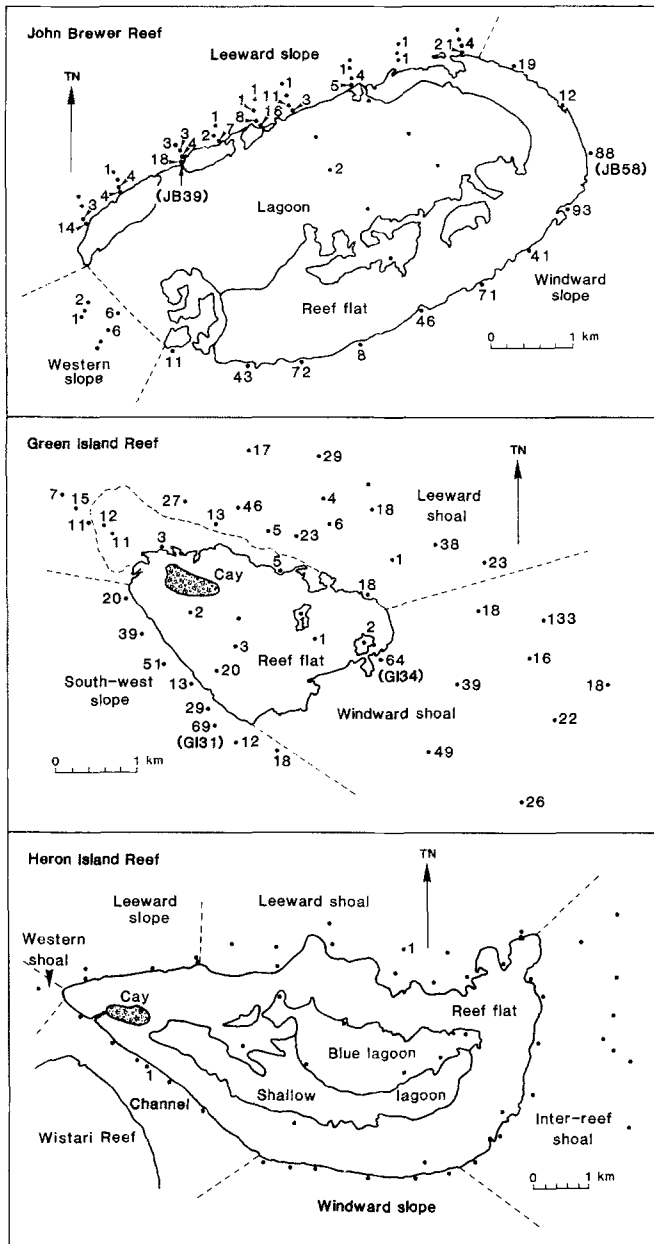 John Brewer Reef
Leeward slope
TN
1
1
1
1
1
1
1
1
1
2 1
4
19
12
88
(JB58)
93
41
Windward
slope
71
46
8
72
43
11
5
4
11
3
8
16
2
7
3
3
4
18
(JB39)
1
4
4
3
14
2
Lagoon
Reef flat
2
1
6
6
Western
slope
0
1 km
Green Island Reef
TN
17
29
7
15
11
12
11
27
46
13
4
18
5
23
6
Leeward
shoal
38
1
23
3
5
Cay
18
20
2
1
2
18
133
39
3
Reef flat
64
(GI34)
16
51
20
South-west
slope
13
39
18
29
Windward shoal
22
69
(GI31)
12
18
49
26
0
1 km
Heron Island Reef
TN
Leeward
slope
Leeward shoal
Western
shoal
1
Cay
Reef flat
Blue lagoon
1
Shallow
lagoon
Channel
Inter-reef
shoal
Wistari Reef
0
1 km
Windward slope